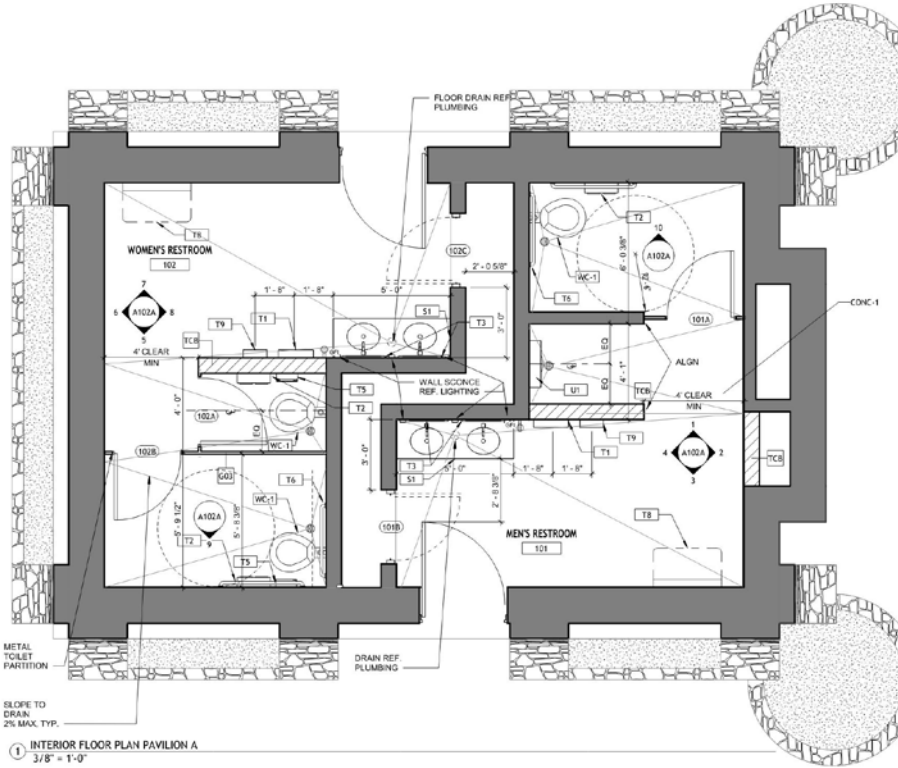 FLOOR DRAIN REF.
PLUMBING
T8
WOMEN'S RESTROOM
102
102C
2' - 0 5/8"
T2
10
A102A
6' - 0 3/8"
WC-1
T6
7
6 A102A 8
5
1' - 8"
1' - 8"
5' - 0"
S1
T9
T1
T3
3' - 0"
101A
CONC-1
4' CLEAR
MIN
TCB
WALL SCONCE
REF. LIGHTING
T5
T2
EQ
EQ
4' - 1"
U1
TCB
ALGN
4' CLEAR
MIN
4' - 0"
102A
EQ
WC-1
102B
G03
T6
3' - 0"
T3
S1
5' - 0"
1' - 8"
1' - 8"
T1
T9
1
4 A102A 2
3
TCB
5' - 9 1/2"
5' - 8 3/8"
A102A
9
WC-1
T2
T5
101B
2' - 8 3/8"
MEN'S RESTROOM
101
T8
METAL
TOILET
PARTITION
DRAIN REF.
PLUMBING
SLOPE TO
DRAIN
2% MAX. TYP.
1 INTERIOR FLOOR PLAN PAVILION A
3/8" = 1'-0"